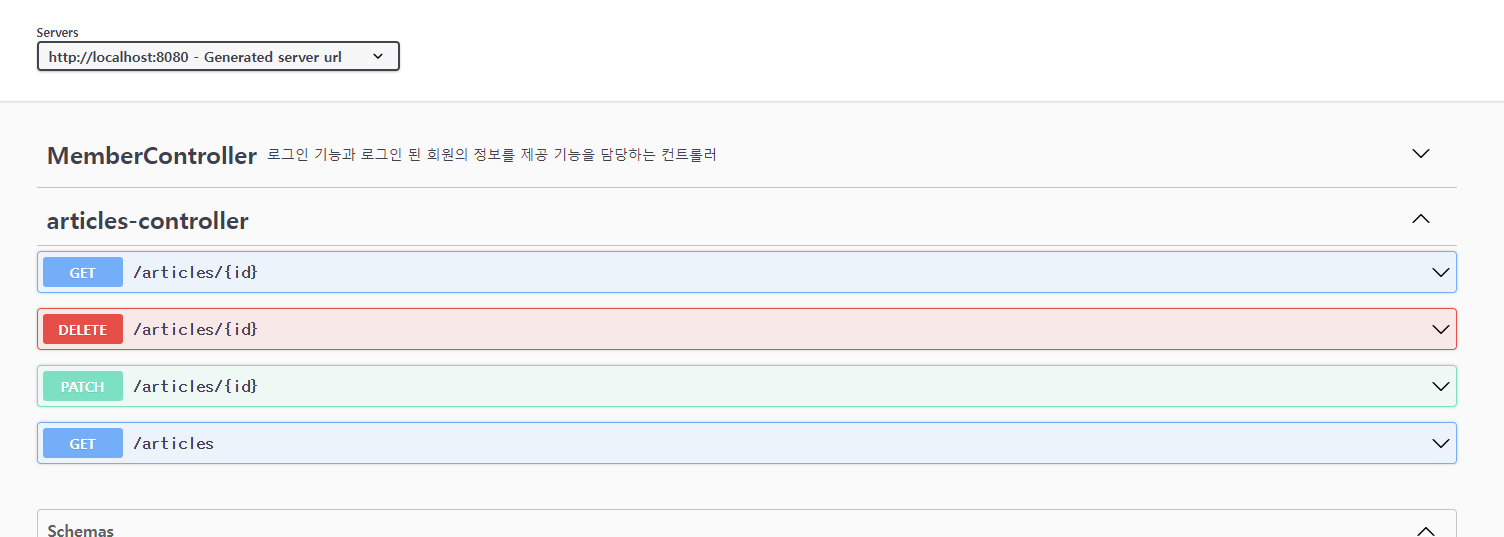 Servers
http://localhost:8080 - Generated server url
MemberController 로그인 기능과 로그인 된 회원의 정보를 제공 기능을 담당하는 컨트롤러
articles-controller
GET /articles/{id}
DELETE /articles/{id}
PATCH /articles/{id}
GET /articles
Schemas